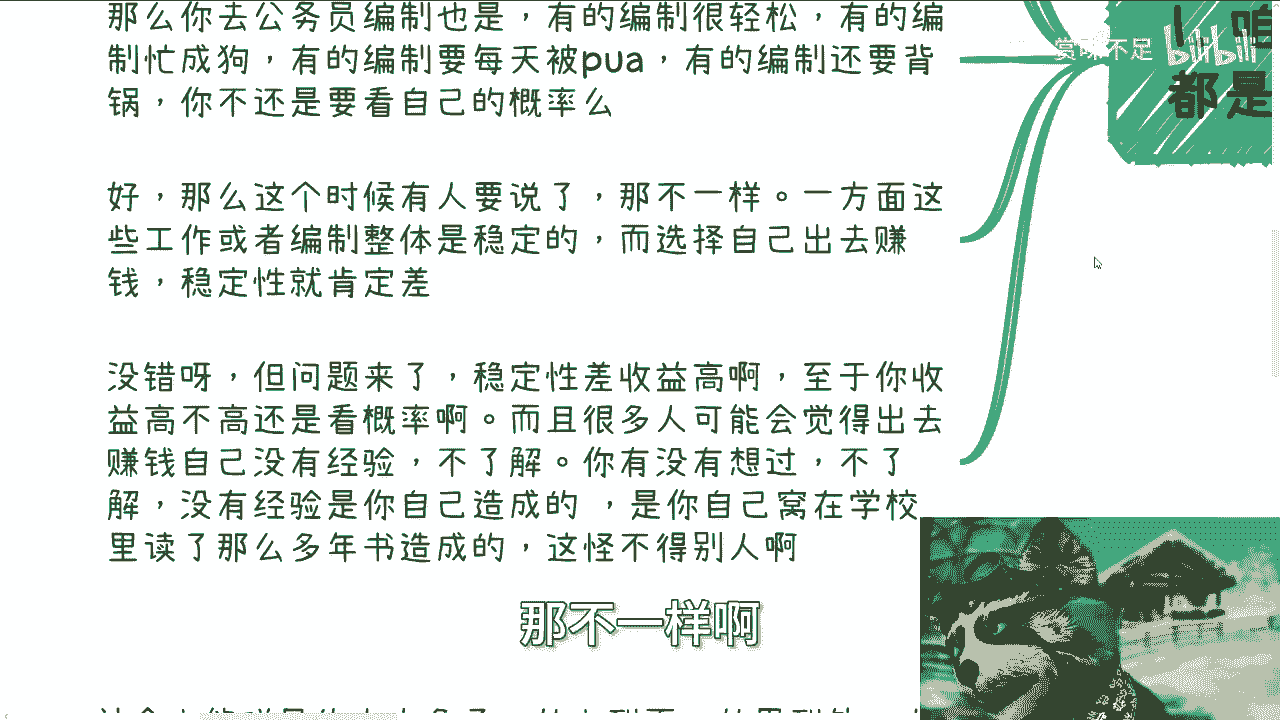 那么你去公务员编制也是，有的编制很轻松，有的编
制忙成狗，有的编制要每天被pua，有的编制还要背
锅，你不还是要看自己的概率么
好，那么这个时候有人要说了，那不一样。一方面这
些工作或者编制整体是稳定的，而选择自己出去赚
钱，稳定性就肯定差
没错呀，但问题来了，稳定性差收益高啊，至于你收
益高不高还是看概率啊。而且很多人可能会觉得出去
赚钱自己没有经验，不了解。你有没有想过，不了
解，没有经验是你自己造成的 ，是你自己窝在学校
里读了那么多年书造成的，这怪不得别人啊
那不一样啊
赏味不足 bilibili
都是